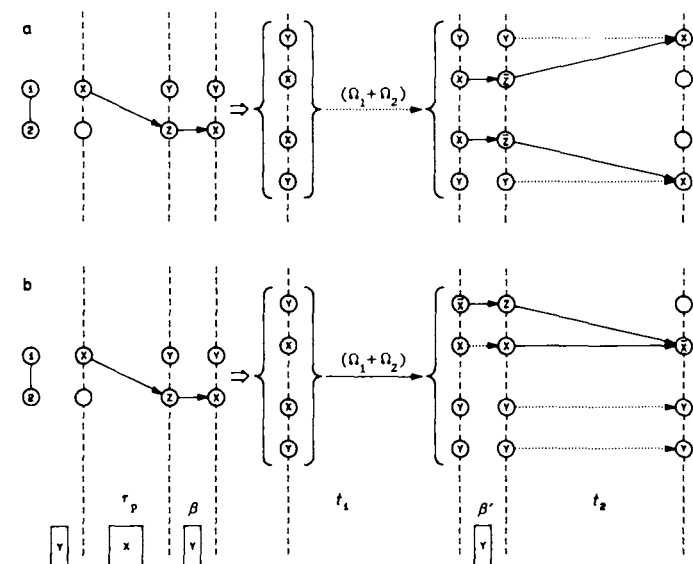 a
Y Y Y X
1 X Y Y ⇒ X (Ω₁+Ω₂) X Z̄
2 Z X X X Z̄
Y Y Y X
b
Y X̄ Z
1 X Y Y ⇒ X (Ω₁+Ω₂) X X X̄
2 Z X X Y Y Y
Y Y Y Y
τp β t₁ β′ t₂
Y X Y Y